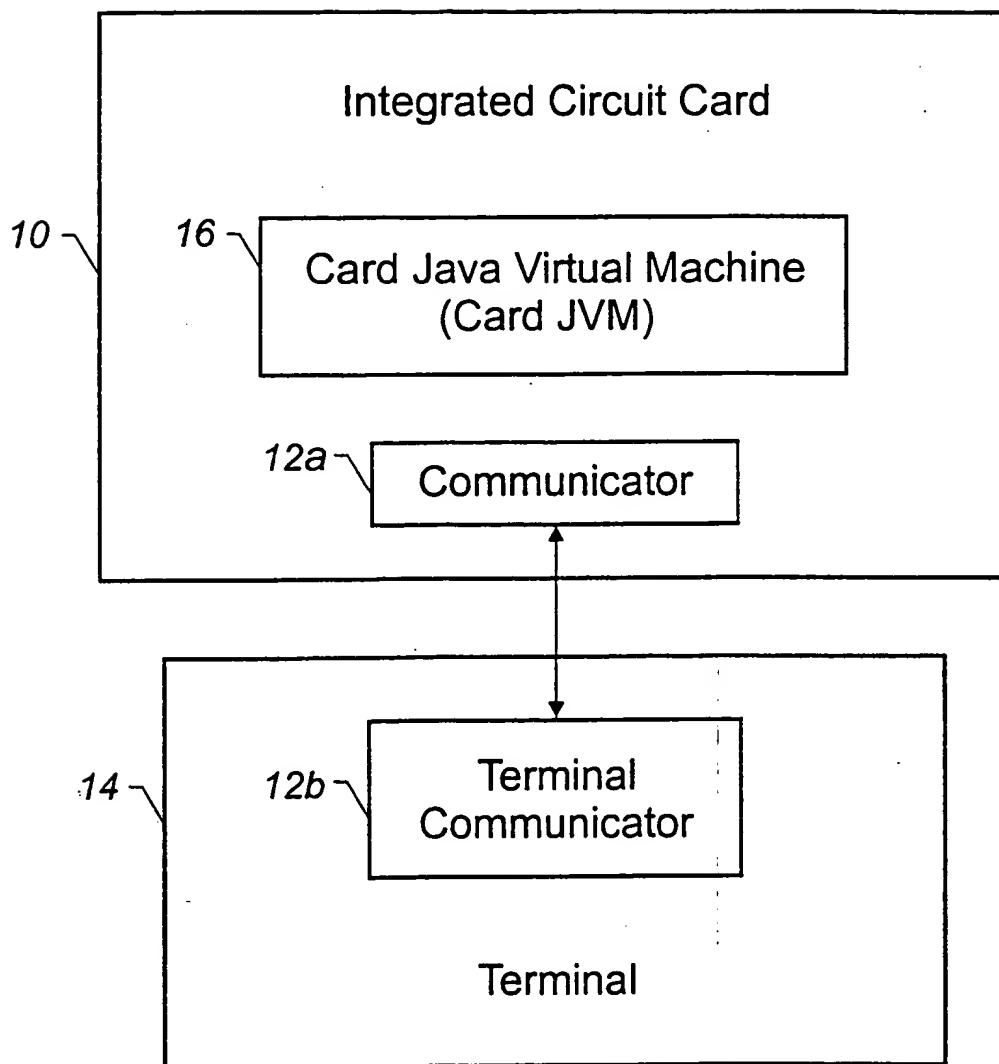 Integrated Circuit Card
10
16
Card Java Virtual Machine
(Card JVM)
12a
Communicator
14
12b
Terminal
Communicator
Terminal